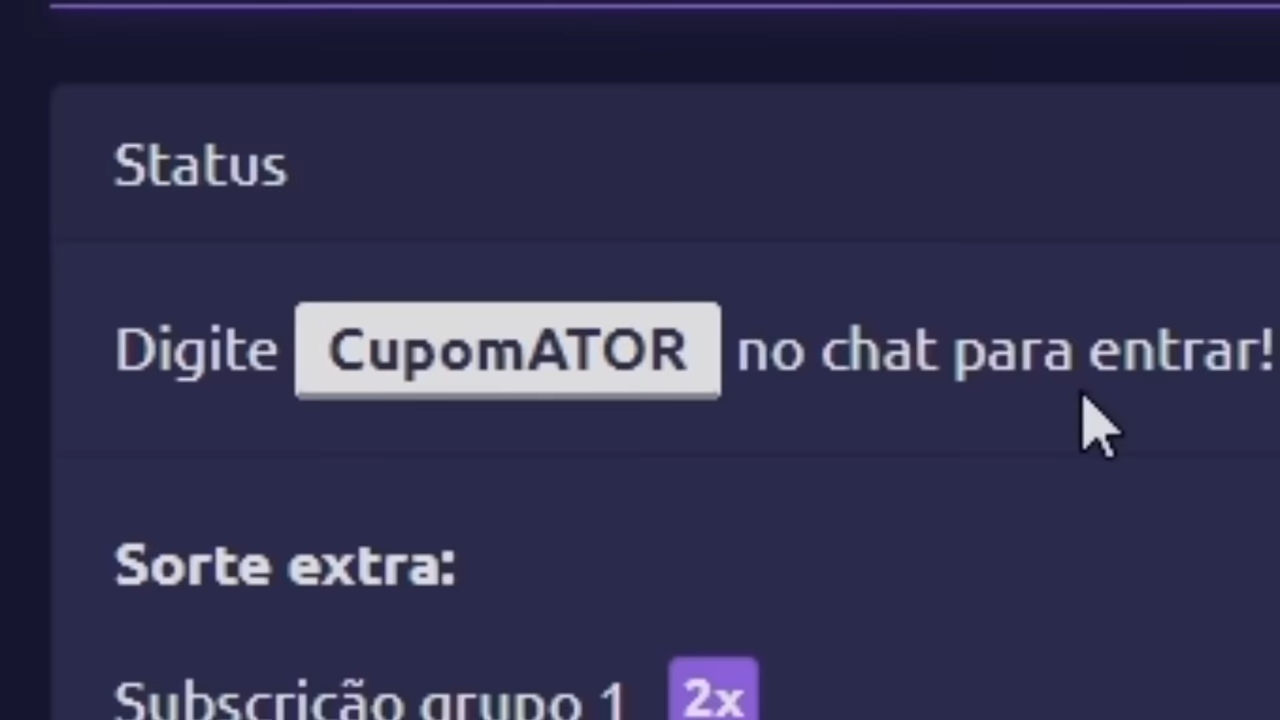 Status
Digite CupomATOR no chat para entrar!
Sorte extra:
Subscrição grupo 1 2x